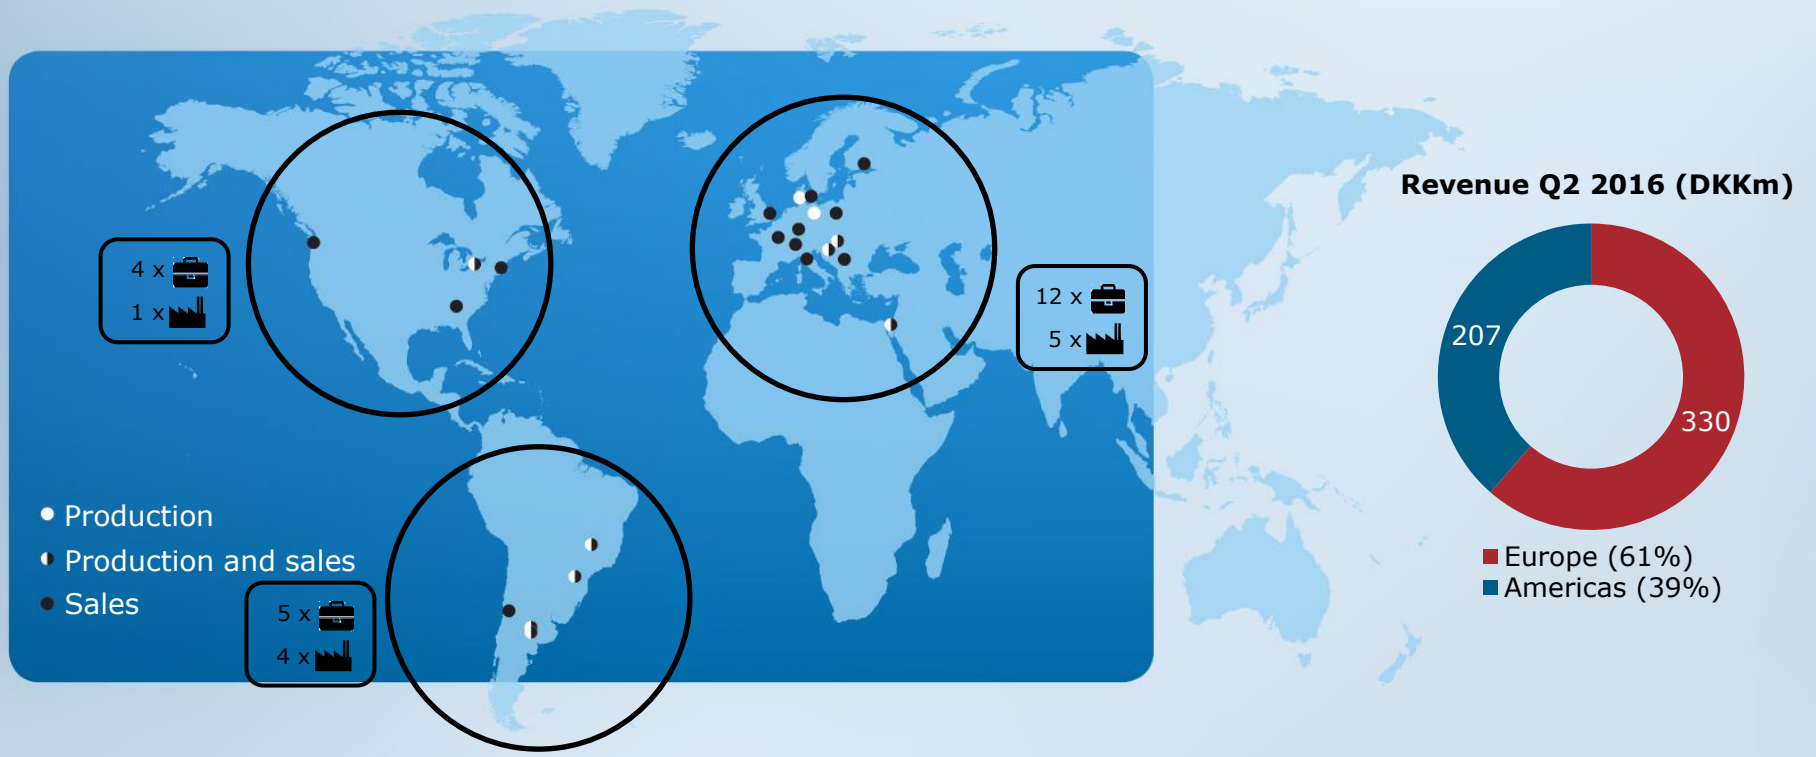 4 x
1 x
12 x
5 x
Production
Production and sales
Sales
5 x
4 x
Revenue Q2 2016 (DKKm)
207
330
Europe (61%)
Americas (39%)